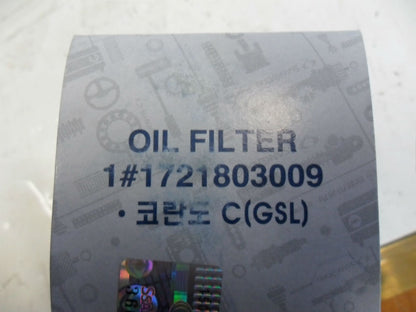 OIL FILTER
1#1721803009
• 코란도 C(GSL)